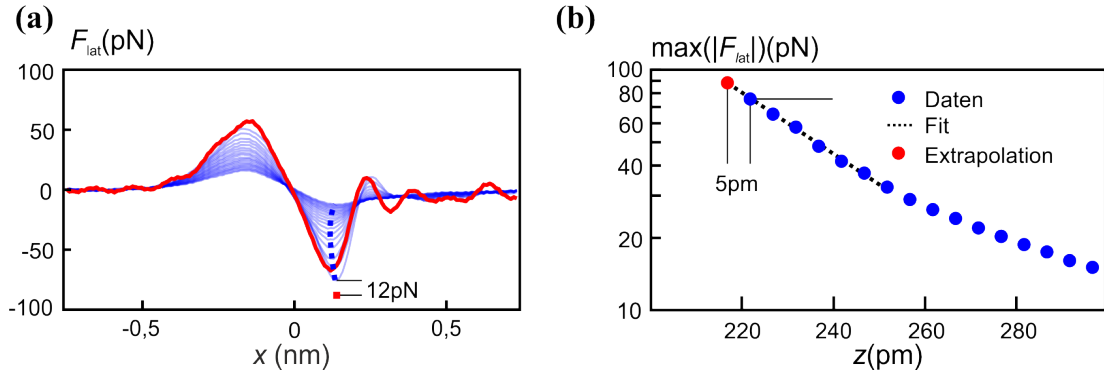 (a)
F_lat(pN)
100
50
0
-50
-100
12pN
-0,5
0
0,5
x (nm)
(b)
max(|F_lat|)(pN)
100
80
60
40
20
10
Daten
Fit
Extrapolation
5pm
220
240
260
280
z(pm)